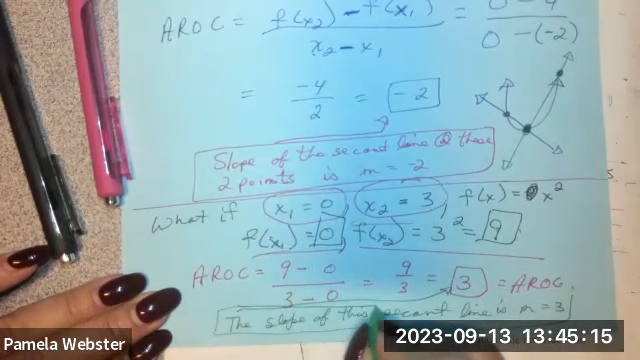 AROC = f(x₂) - f(x₁) / x₂ - x₁ = 0 - 4 / 0 - (-2)
= -4 / 2 = -2
Slope of the secont line @ these
2 points is m = -2
What if x₁ = 0, x₂ = 3, f(x) = x²
f(x₁) = 0 f(x₂) = 3² = 9
AROC = 9 - 0 / 3 - 0 = 9 / 3 = 3 = AROC
The slope of this secont line is m = 3
Pamela Webster
2023-09-13 13:45:15